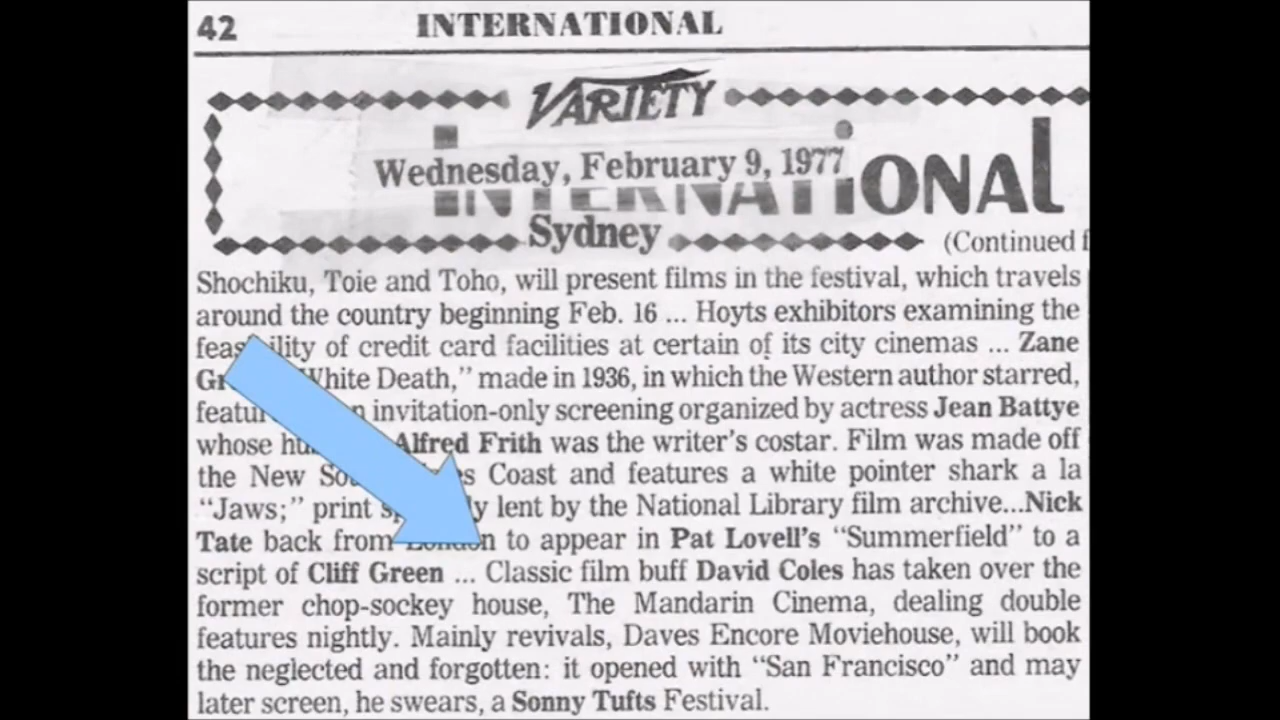 42 INTERNATIONAL
VARIETY
Wednesday, February 9, 1977
INTERNATIONAL
Sydney
(Continued f
Shochiku, Toie and Toho, will present films in the festival, which travels
around the country beginning Feb. 16 ... Hoyts exhibitors examining the
feas ility of credit card facilities at certain of its city cinemas ... Zane
Gr White Death,” made in 1936, in which the Western author starred,
featur n invitation-only screening organized by actress Jean Battye
whose hu Alfred Frith was the writer's costar. Film was made off
the New So es Coast and features a white pointer shark a la
“Jaws;” print s ly lent by the National Library film archive...Nick
Tate back from London to appear in Pat Lovell's “Summerfield” to a
script of Cliff Green ... Classic film buff David Coles has taken over the
former chop-sockey house, The Mandarin Cinema, dealing double
features nightly. Mainly revivals, Daves Encore Moviehouse, will book
the neglected and forgotten: it opened with “San Francisco” and may
later screen, he swears, a Sonny Tufts Festival.